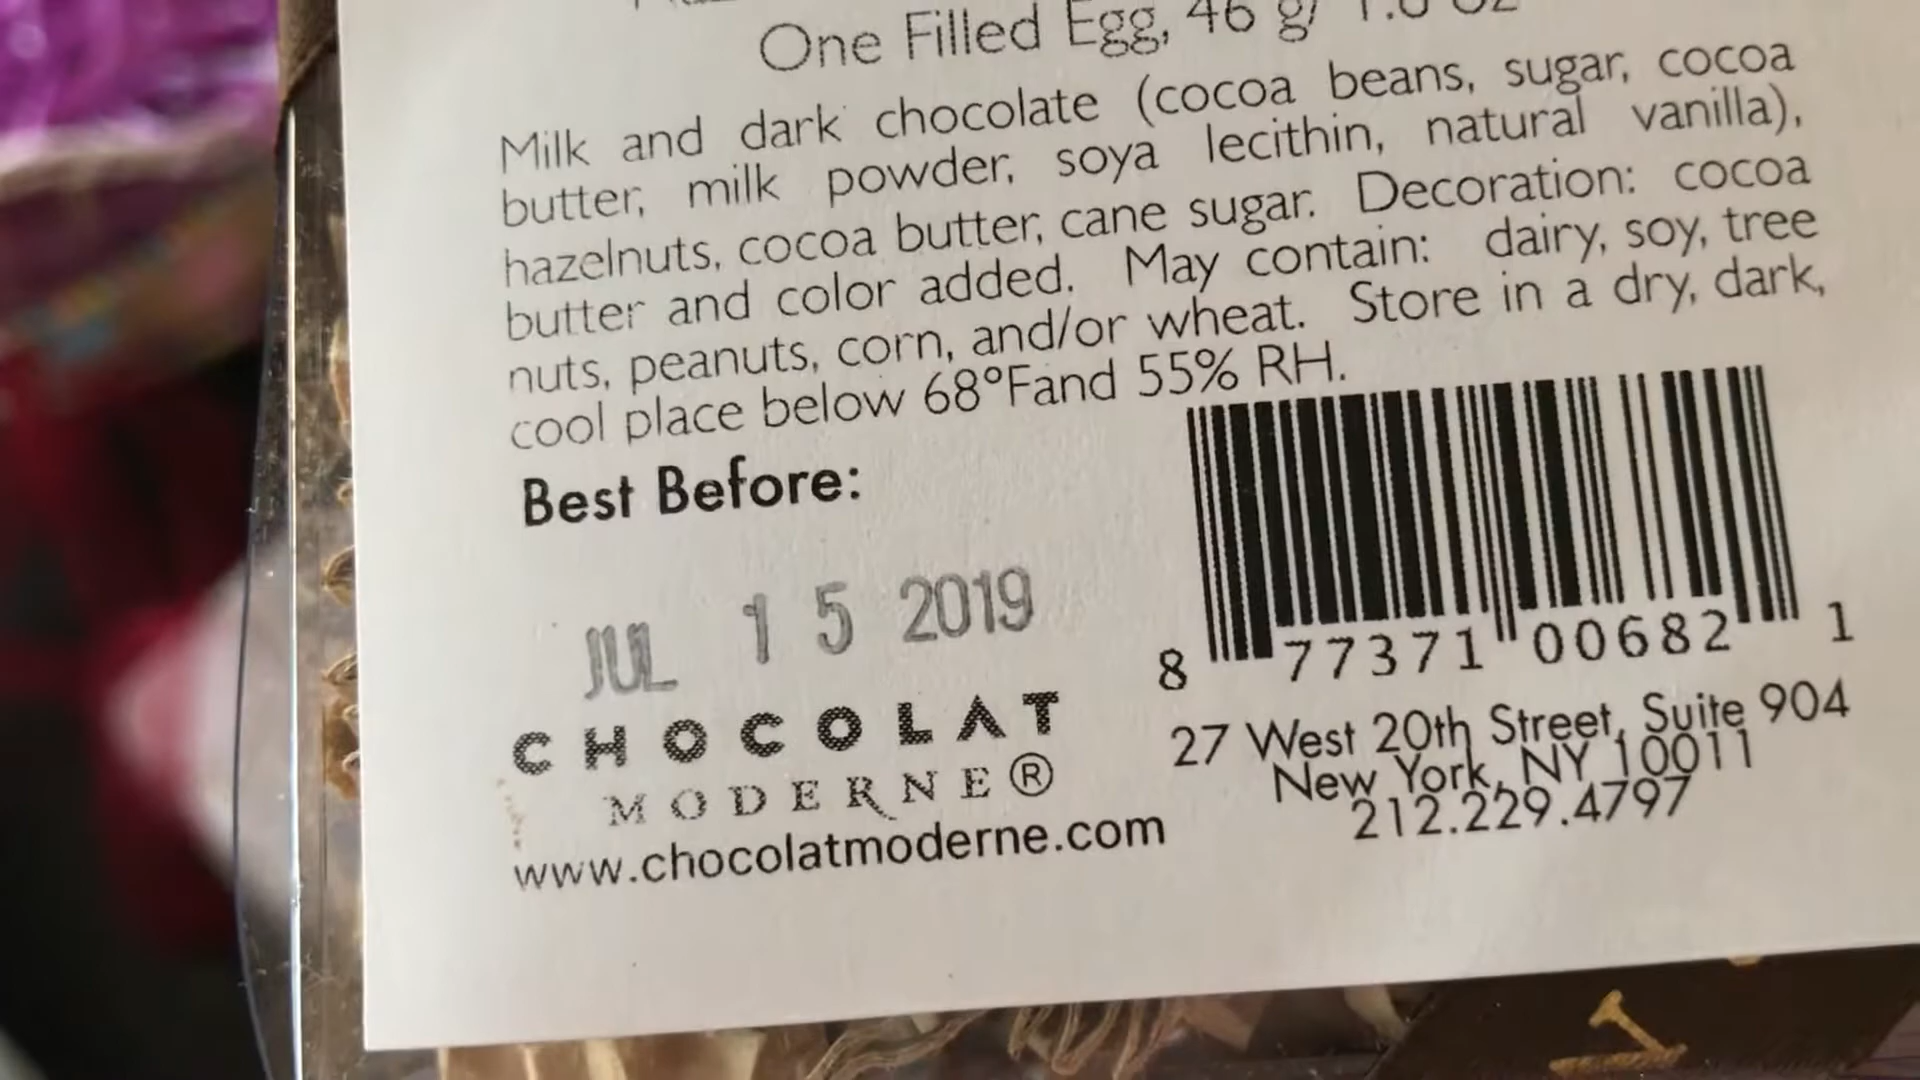 One Filled Egg, 46 g/ 1.6 oz
Milk and dark chocolate (cocoa beans, sugar, cocoa
butter, milk powder, soya lecithin, natural vanilla),
hazelnuts, cocoa butter, cane sugar. Decoration: cocoa
butter and color added. May contain: dairy, soy, tree
nuts, peanuts, corn, and/or wheat. Store in a dry, dark,
cool place below 68°Fand 55% RH.
Best Before:
JUL 15 2019
CHOCOLAT
MODERNE®
www.chocolatmoderne.com
8 77371 00682 1
27 West 20th Street, Suite 904
New York, NY 10011
212.229.4797